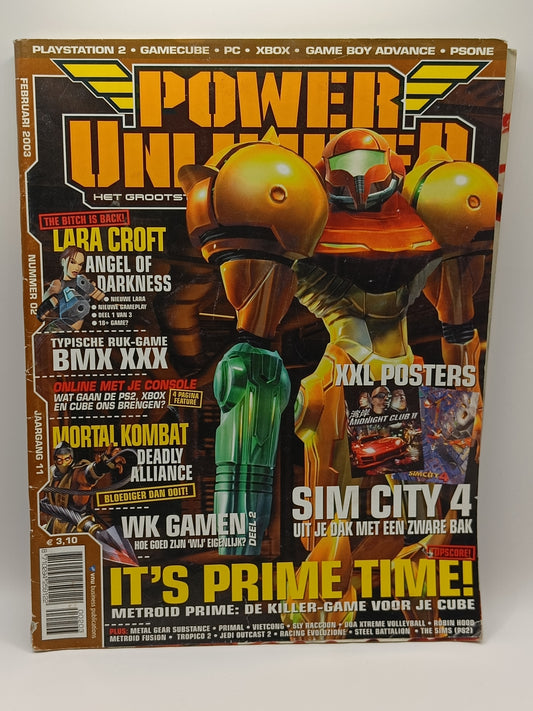 PLAYSTATION 2 • GAMECUBE • PC • XBOX • GAME BOY ADVANCE • PSONE
POWER
UNLIMITED
HET GROOTST
FEBRUARI 2003
NUMMER 02
JAARGANG 11
THE BITCH IS BACK!
LARA CROFT
ANGEL OF
DARKNESS
• NIEUWE LARA
• NIEUWE GAMEPLAY
• DEEL 1 VAN 3
• 18+ GAME?
TYPISCHE RUK-GAME
BMX XXX
ONLINE MET JE CONSOLE
WAT GAAN DE PS2, XBOX
EN CUBE ONS BRENGEN?
4 PAGINA
FEATURE
MORTAL KOMBAT
DEADLY
ALLIANCE
BLOEDIGER DAN OOIT!
WK GAMEN
DEEL 2
HOE GOED ZIJN 'WIJ' EIGENLIJK?
XXL POSTERS
湾岸
MIDNIGHT CLUB II
SIMCITY 4
SIM CITY 4
UIT JE DAK MET EEN ZWARE BAK
€ 3,10
TOPSCORE!
IT'S PRIME TIME!
METROID PRIME: DE KILLER-GAME VOOR JE CUBE
vnu business publications
PLUS: METAL GEAR SUBSTANCE • PRIMAL • VIETCONG • SLY RACCOON • DOA XTREME VOLLEYBALL • ROBIN HOOD
METROID FUSION • TROPICO 2 • JEDI OUTCAST 2 • RACING EVOLUZIONE • STEEL BATTALION • THE SIMS (PS2)